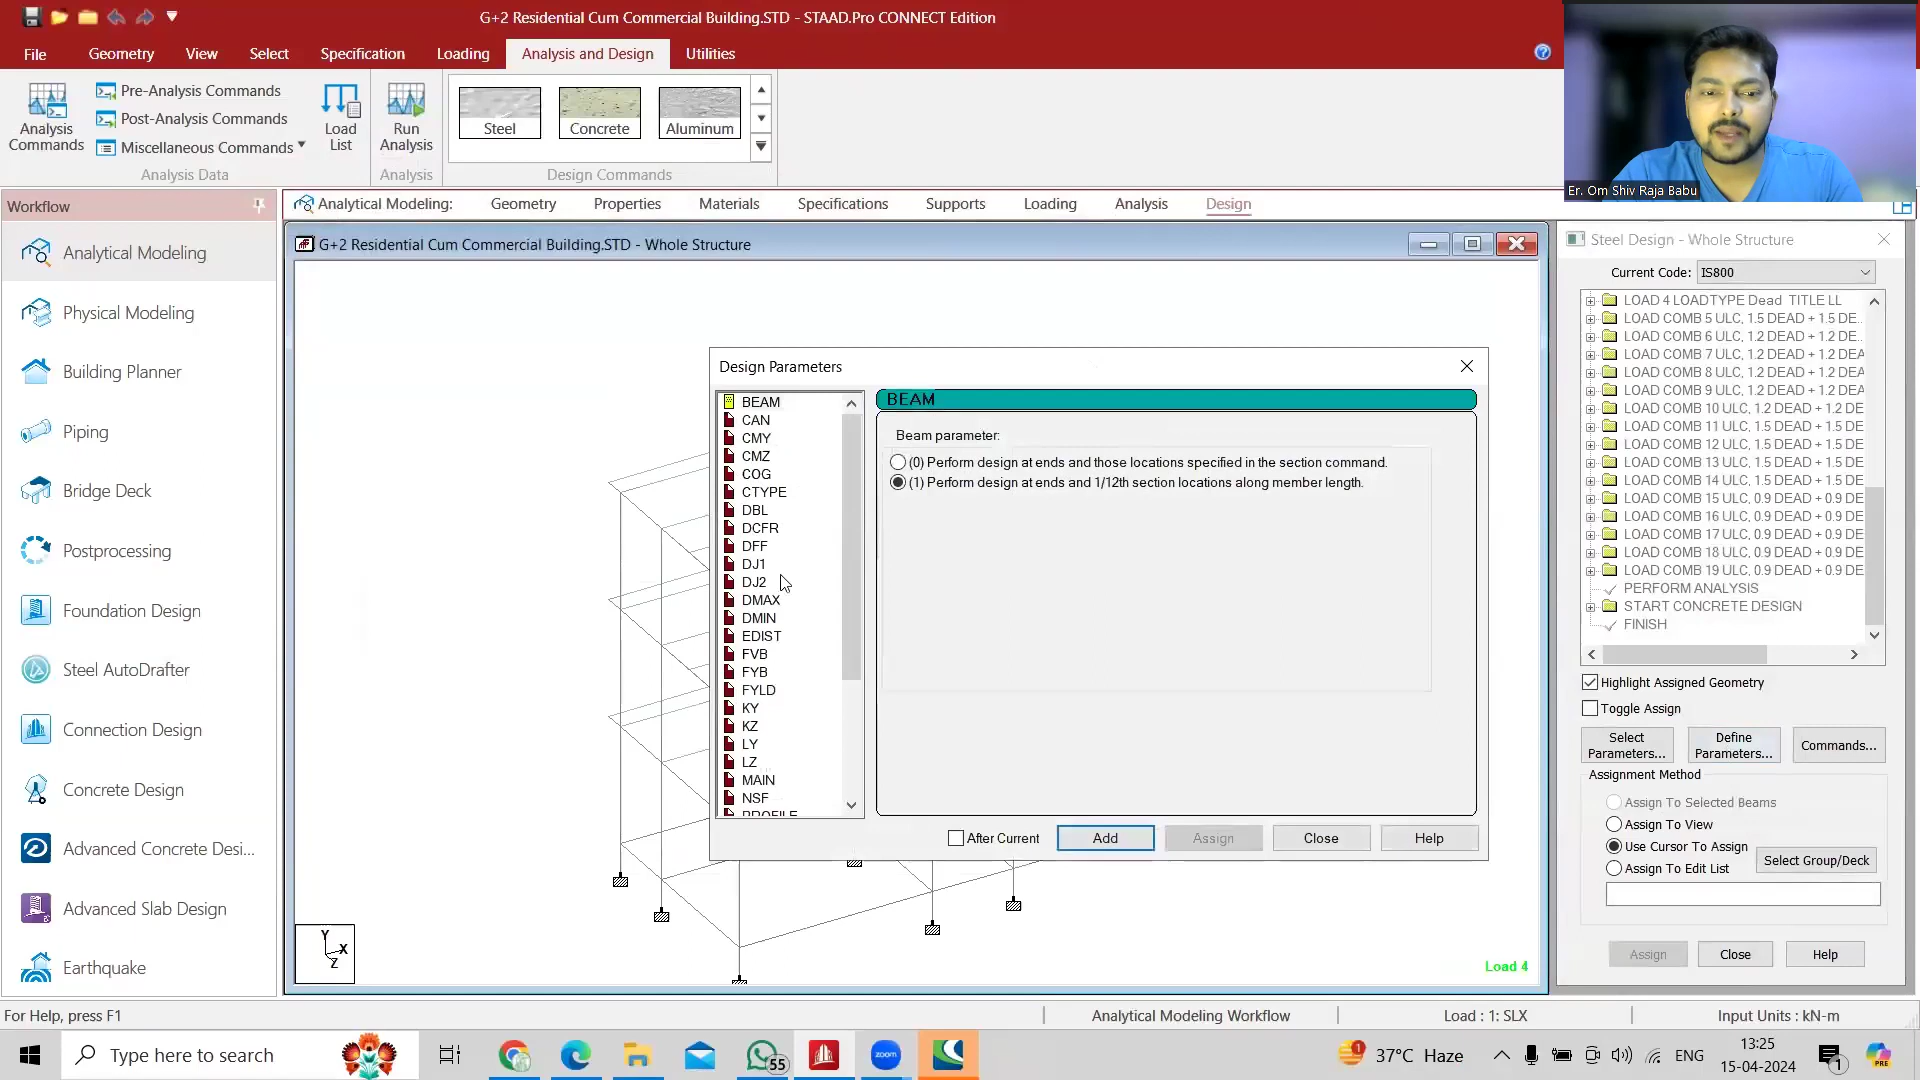 G+2 Residential Cum Commercial Building.STD - STAAD.Pro CONNECT Edition
File
Geometry
View
Select
Specification
Loading
Analysis and Design
Utilities
Analysis Commands
Pre-Analysis Commands
Post-Analysis Commands
Miscellaneous Commands
Load List
Analysis Data
Run Analysis
Analysis
Steel
Concrete
Aluminum
Design Commands
Er. Om Shiv Raja Babu
Workflow
Analytical Modeling
Physical Modeling
Building Planner
Piping
Bridge Deck
Postprocessing
Foundation Design
Steel AutoDrafter
Connection Design
Concrete Design
Advanced Concrete Desi...
Advanced Slab Design
Earthquake
Analytical Modeling:
Geometry
Properties
Materials
Specifications
Supports
Loading
Analysis
Design
G+2 Residential Cum Commercial Building.STD - Whole Structure
Design Parameters
BEAM
CAN
CMY
CMZ
COG
CTYPE
DBL
DCFR
DFF
DJ1
DJ2
DMAX
DMIN
EDIST
FVB
FYB
FYLD
KY
KZ
LY
LZ
MAIN
NSF
PROFILE
BEAM
Beam parameter:
(0) Perform design at ends and those locations specified in the section command.
(1) Perform design at ends and 1/12th section locations along member length.
After Current
Add
Assign
Close
Help
Y
X
Z
Load 4
Steel Design - Whole Structure
Current Code: IS800
LOAD 4 LOADTYPE Dead TITLE LL
LOAD COMB 5 ULC, 1.5 DEAD + 1.5 DE...
LOAD COMB 6 ULC, 1.2 DEAD + 1.2 DE...
LOAD COMB 7 ULC, 1.2 DEAD + 1.2 DEA
LOAD COMB 8 ULC, 1.2 DEAD + 1.2 DEA
LOAD COMB 9 ULC, 1.2 DEAD + 1.2 DEA
LOAD COMB 10 ULC, 1.2 DEAD + 1.2 DE
LOAD COMB 11 ULC, 1.5 DEAD + 1.5 DE
LOAD COMB 12 ULC, 1.5 DEAD + 1.5 DE
LOAD COMB 13 ULC, 1.5 DEAD + 1.5 DE
LOAD COMB 14 ULC, 1.5 DEAD + 1.5 DE
LOAD COMB 15 ULC, 0.9 DEAD + 0.9 DE
LOAD COMB 16 ULC, 0.9 DEAD + 0.9 DE
LOAD COMB 17 ULC, 0.9 DEAD + 0.9 DE
LOAD COMB 18 ULC, 0.9 DEAD + 0.9 DE
LOAD COMB 19 ULC, 0.9 DEAD + 0.9 DE
PERFORM ANALYSIS
START CONCRETE DESIGN
FINISH
Highlight Assigned Geometry
Toggle Assign
Select Parameters...
Define Parameters...
Commands...
Assignment Method
Assign To Selected Beams
Assign To View
Use Cursor To Assign
Select Group/Deck
Assign To Edit List
Assign
Close
Help
For Help, press F1
Analytical Modeling Workflow
Load : 1: SLX
Input Units : kN-m
Type here to search
55
zoom
1
37°C Haze
ENG
13:25
15-04-2024
1
PRE